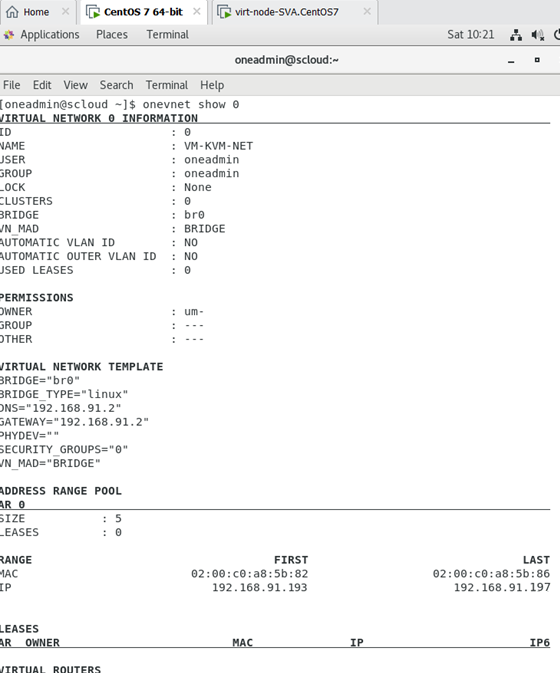 Home × CentOS 7 64-bit × virt-node-SVA.CentOS7 ×
Applications Places Terminal Sat 10:21
oneadmin@scloud:~
File Edit View Search Terminal Help
[oneadmin@scloud ~]$ onevnet show 0
VIRTUAL NETWORK 0 INFORMATION
ID : 0
NAME : VM-KVM-NET
USER : oneadmin
GROUP : oneadmin
LOCK : None
CLUSTERS : 0
BRIDGE : br0
VN_MAD : BRIDGE
AUTOMATIC VLAN ID : NO
AUTOMATIC OUTER VLAN ID : NO
USED LEASES : 0
PERMISSIONS
OWNER : um-
GROUP : ---
OTHER : ---
VIRTUAL NETWORK TEMPLATE
BRIDGE="br0"
BRIDGE_TYPE="linux"
DNS="192.168.91.2"
GATEWAY="192.168.91.2"
PHYDEV=""
SECURITY_GROUPS="0"
VN_MAD="BRIDGE"
ADDRESS RANGE POOL
AR 0
SIZE : 5
LEASES : 0
RANGE FIRST LAST
MAC 02:00:c0:a8:5b:82 02:00:c0:a8:5b:86
IP 192.168.91.193 192.168.91.197
LEASES
AR OWNER MAC IP IP6
VIRTUAL ROUTERS